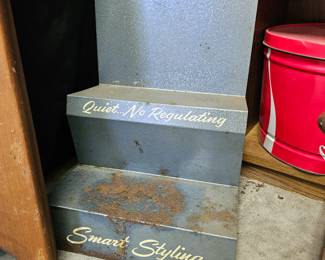 Quiet...No Regulating
Smart Styling